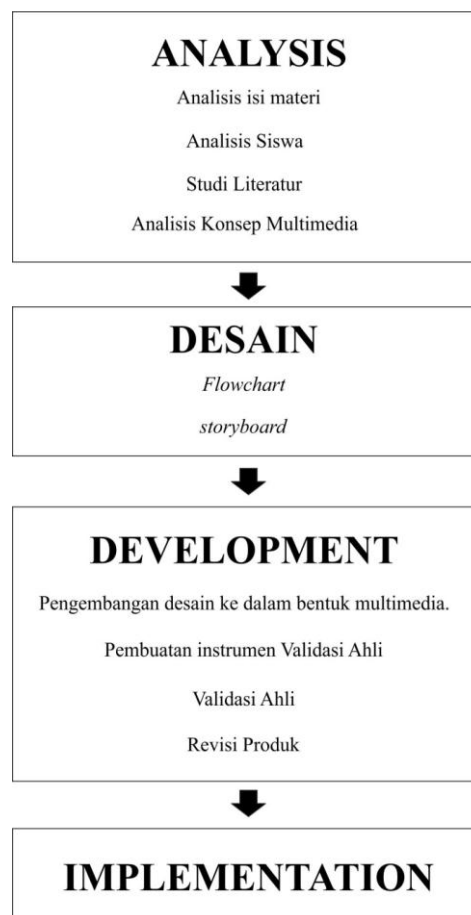 ANALYSIS
Analisis isi materi
Analisis Siswa
Studi Literatur
Analisis Konsep Multimedia
DESAIN
Flowchart
storyboard
DEVELOPMENT
Pengembangan desain ke dalam bentuk multimedia.
Pembuatan instrumen Validasi Ahli
Validasi Ahli
Revisi Produk
IMPLEMENTATION